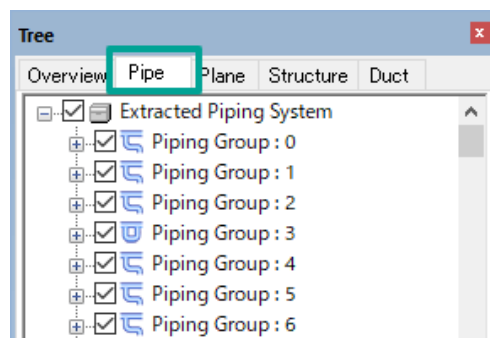 Tree
Overview Pipe Plane Structure Duct
Extracted Piping System
Piping Group : 0
Piping Group : 1
Piping Group : 2
Piping Group : 3
Piping Group : 4
Piping Group : 5
Piping Group : 6